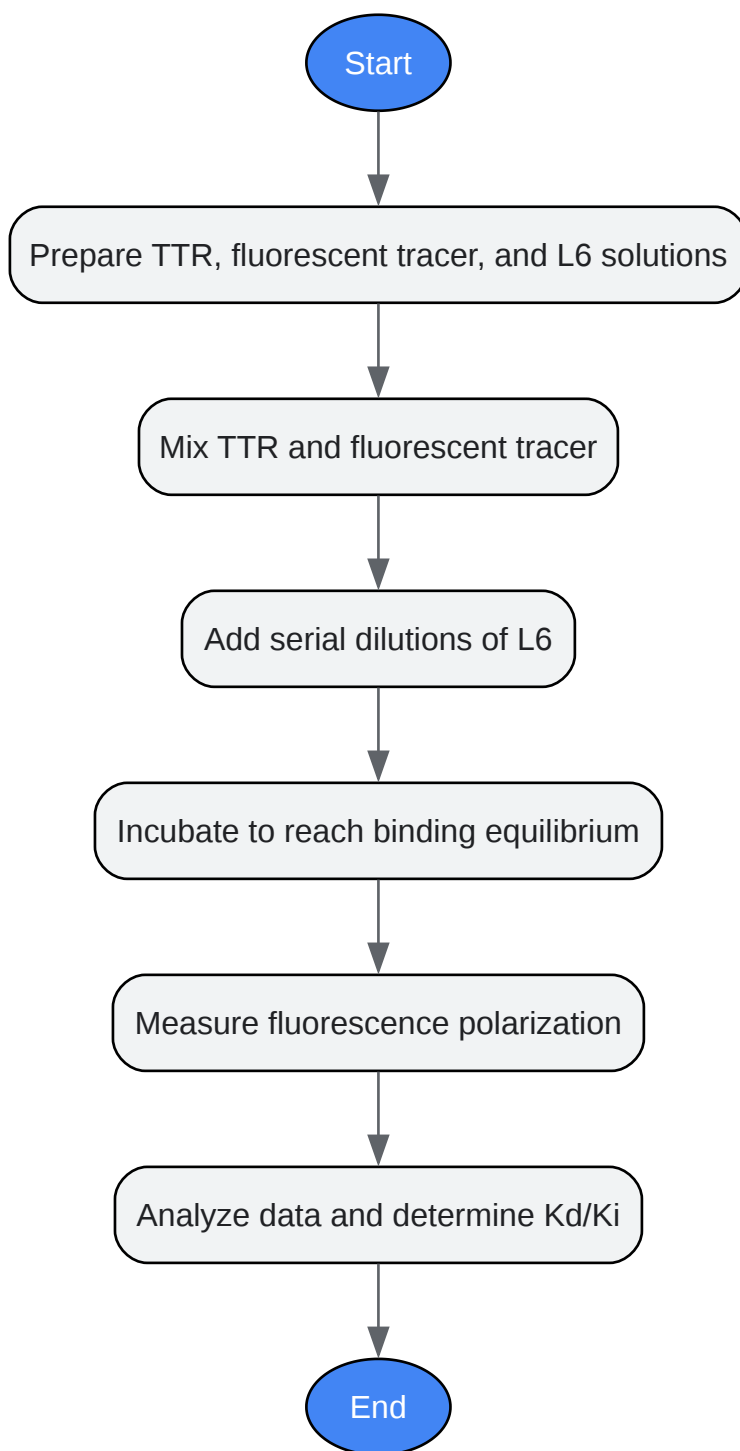 Start
Prepare TTR, fluorescent tracer, and L6 solutions
Mix TTR and fluorescent tracer
Add serial dilutions of L6
Incubate to reach binding equilibrium
Measure fluorescence polarization
Analyze data and determine Kd/Ki
End